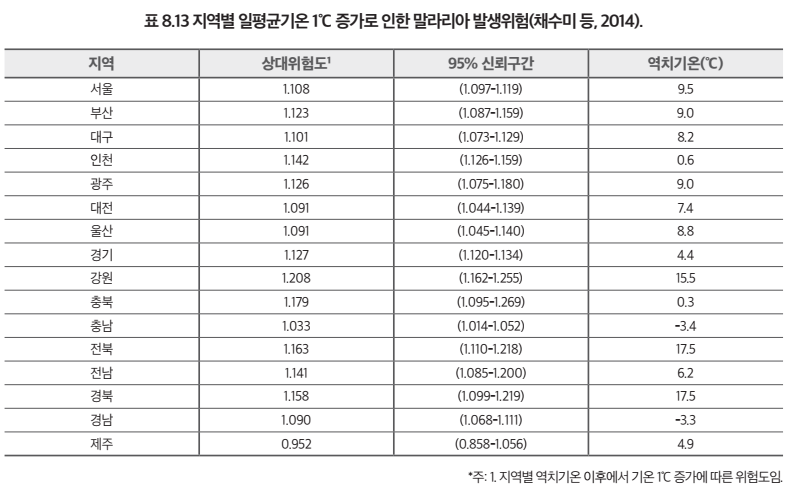 표 8.13 지역별 일평균기온 1℃ 증가로 인한 말라리아 발생위험(채수미 등, 2014).
지역 상대위험도¹ 95% 신뢰구간 역치기온(℃)
서울 1.108 (1.097-1.119) 9.5
부산 1.123 (1.087-1.159) 9.0
대구 1.101 (1.073-1.129) 8.2
인천 1.142 (1.126-1.159) 0.6
광주 1.126 (1.075-1.180) 9.0
대전 1.091 (1.044-1.139) 7.4
울산 1.091 (1.045-1.140) 8.8
경기 1.127 (1.120-1.134) 4.4
강원 1.208 (1.162-1.255) 15.5
충북 1.179 (1.095-1.269) 0.3
충남 1.033 (1.014-1.052) -3.4
전북 1.163 (1.110-1.218) 17.5
전남 1.141 (1.085-1.200) 6.2
경북 1.158 (1.099-1.219) 17.5
경남 1.090 (1.068-1.111) -3.3
제주 0.952 (0.858-1.056) 4.9
*주: 1. 지역별 역치기온 이후에서 기온 1℃ 증가에 따른 위험도임.